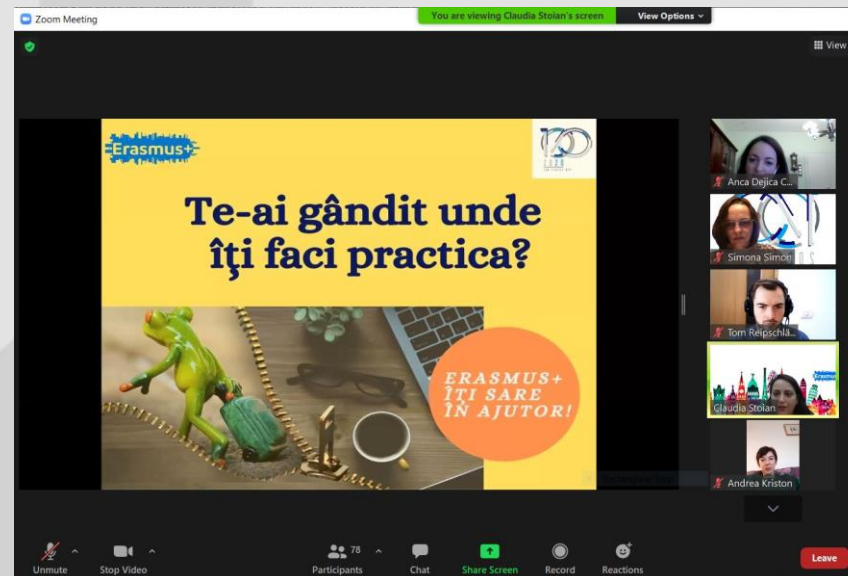 Zoom Meeting
You are viewing Claudia Stoian's screen
View Options
View
Erasmus+
Te-ai gândit unde
îţi faci practica?
ERASMUS+
ÎȚI SARE
ÎN AJUTOR!
Anca Dejica C...
Simona Simon
Tom Reipschlä...
Claudia Stoian
Andrea Kriston
Unmute
Stop Video
78
Participants
Chat
Share Screen
Record
Reactions
Leave